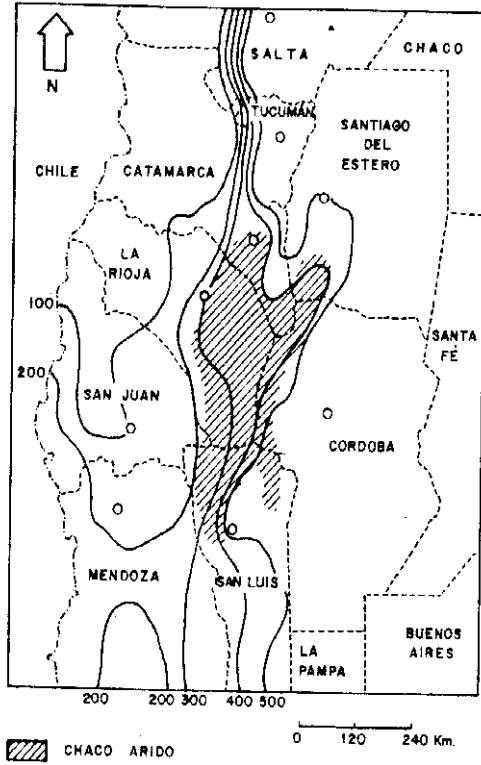 SALTA
CHACO
N
TUCUMÁN
SANTIAGO
DEL
ESTERO
CHILE
CATAMARCA
LA
RIOJA
100
SANTA
FÉ
200
SAN JUAN
CORDOBA
MENDOZA
SAN LUIS
BUENOS
AIRES
LA
PAMPA
200 200 300 400 500
CHACO ARIDO
0 120 240 Km.